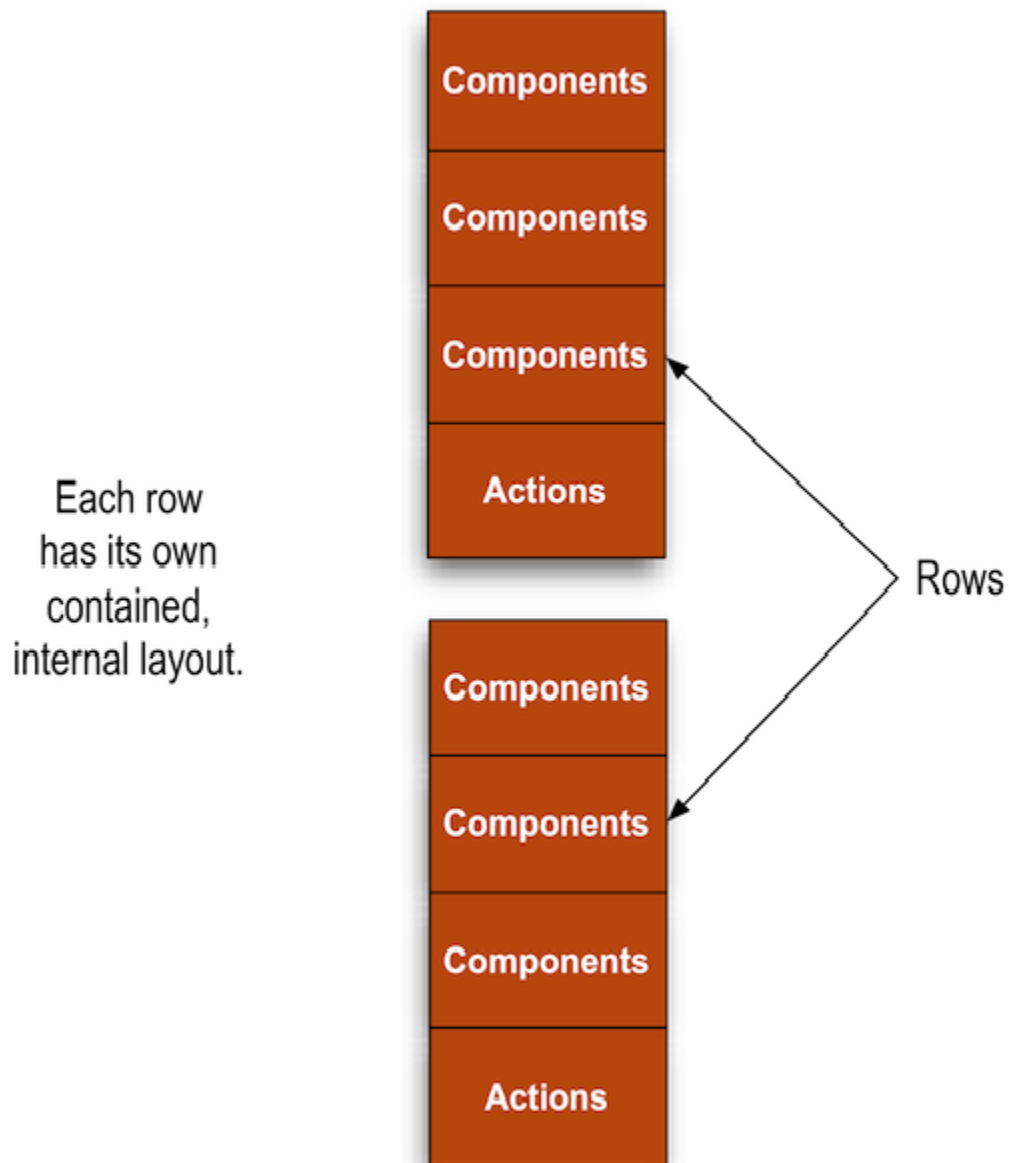 Components
Components
Components
Actions
Each row
has its own
contained,
internal layout.
Rows
Components
Components
Components
Actions